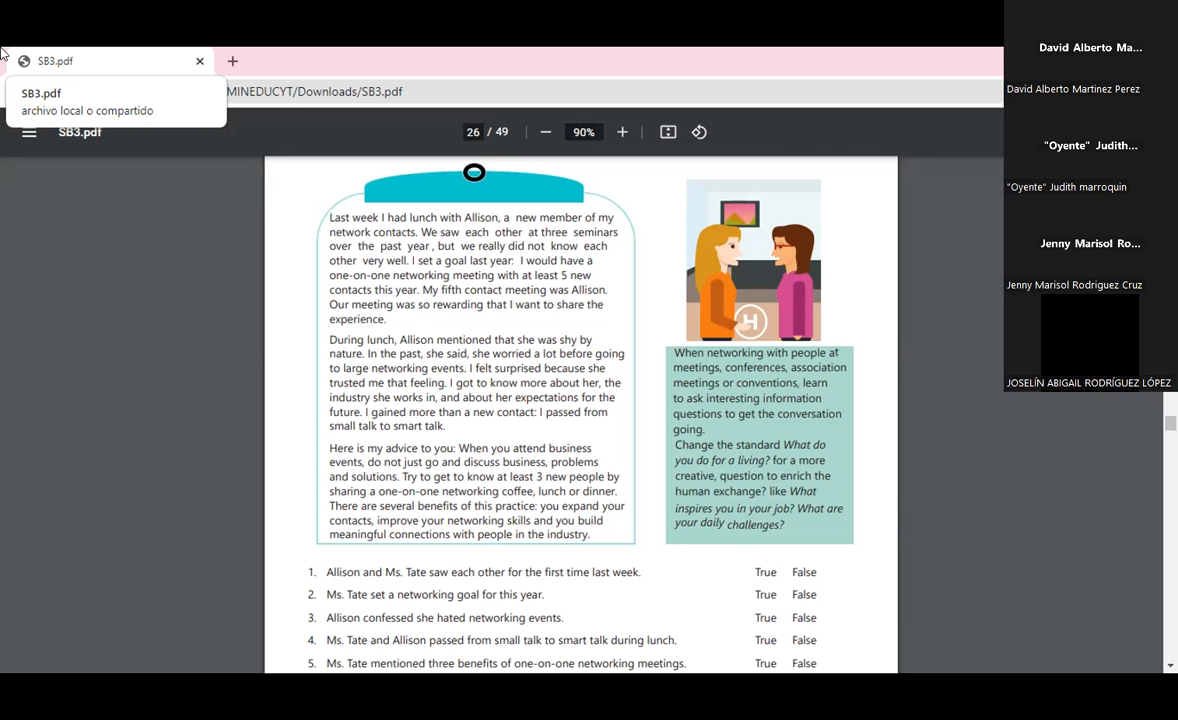 SB3.pdf
SB3.pdf
archivo local o compartido
MINEDUCYT/Downloads/SB3.pdf
SB3.pdf
26 / 49
90%
Last week I had lunch with Allison, a new member of my
network contacts. We saw each other at three seminars
over the past year, but we really did not know each
other very well. I set a goal last year: I would have a
one-on-one networking meeting with at least 5 new
contacts this year. My fifth contact meeting was Allison.
Our meeting was so rewarding that I want to share the
experience.
During lunch, Allison mentioned that she was shy by
nature. In the past, she said, she worried a lot before going
to large networking events. I felt surprised because she
trusted me that feeling. I got to know more about her, the
industry she works in, and about her expectations for the
future. I gained more than a new contact: I passed from
small talk to smart talk.
Here is my advice to you: When you attend business
events, do not just go and discuss business, problems
and solutions. Try to get to know at least 3 new people by
sharing a one-on-one networking coffee, lunch or dinner.
There are several benefits of this practice: you expand your
contacts, improve your networking skills and you build
meaningful connections with people in the industry.
H
When networking with people at
meetings, conferences, association
meetings or conventions, learn
to ask interesting information
questions to get the conversation
going.
Change the standard What do
you do for a living? for a more
creative, question to enrich the
human exchange? like What
inspires you in your job? What are
your daily challenges?
1. Allison and Ms. Tate saw each other for the first time last week. True False
2. Ms. Tate set a networking goal for this year. True False
3. Allison confessed she hated networking events. True False
4. Ms. Tate and Allison passed from small talk to smart talk during lunch. True False
5. Ms. Tate mentioned three benefits of one-on-one networking meetings. True False
David Alberto Ma...
David Alberto Martinez Perez
"Oyente" Judith...
"Oyente" Judith marroquin
Jenny Marisol Ro...
Jenny Marisol Rodriguez Cruz
JOSELÍN ABIGAIL RODRÍGUEZ LÓPEZ